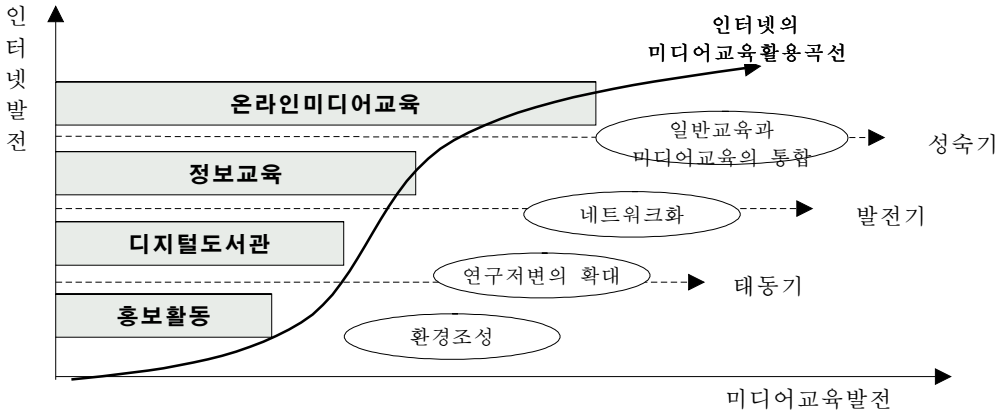 인터넷발전
인터넷의
미디어교육활용곡선
온라인미디어교육
일반교육과
미디어교육의 통합
성숙기
정보교육
네트워크화
발전기
디지털도서관
연구저변의 확대
태동기
홍보활동
환경조성
미디어교육발전